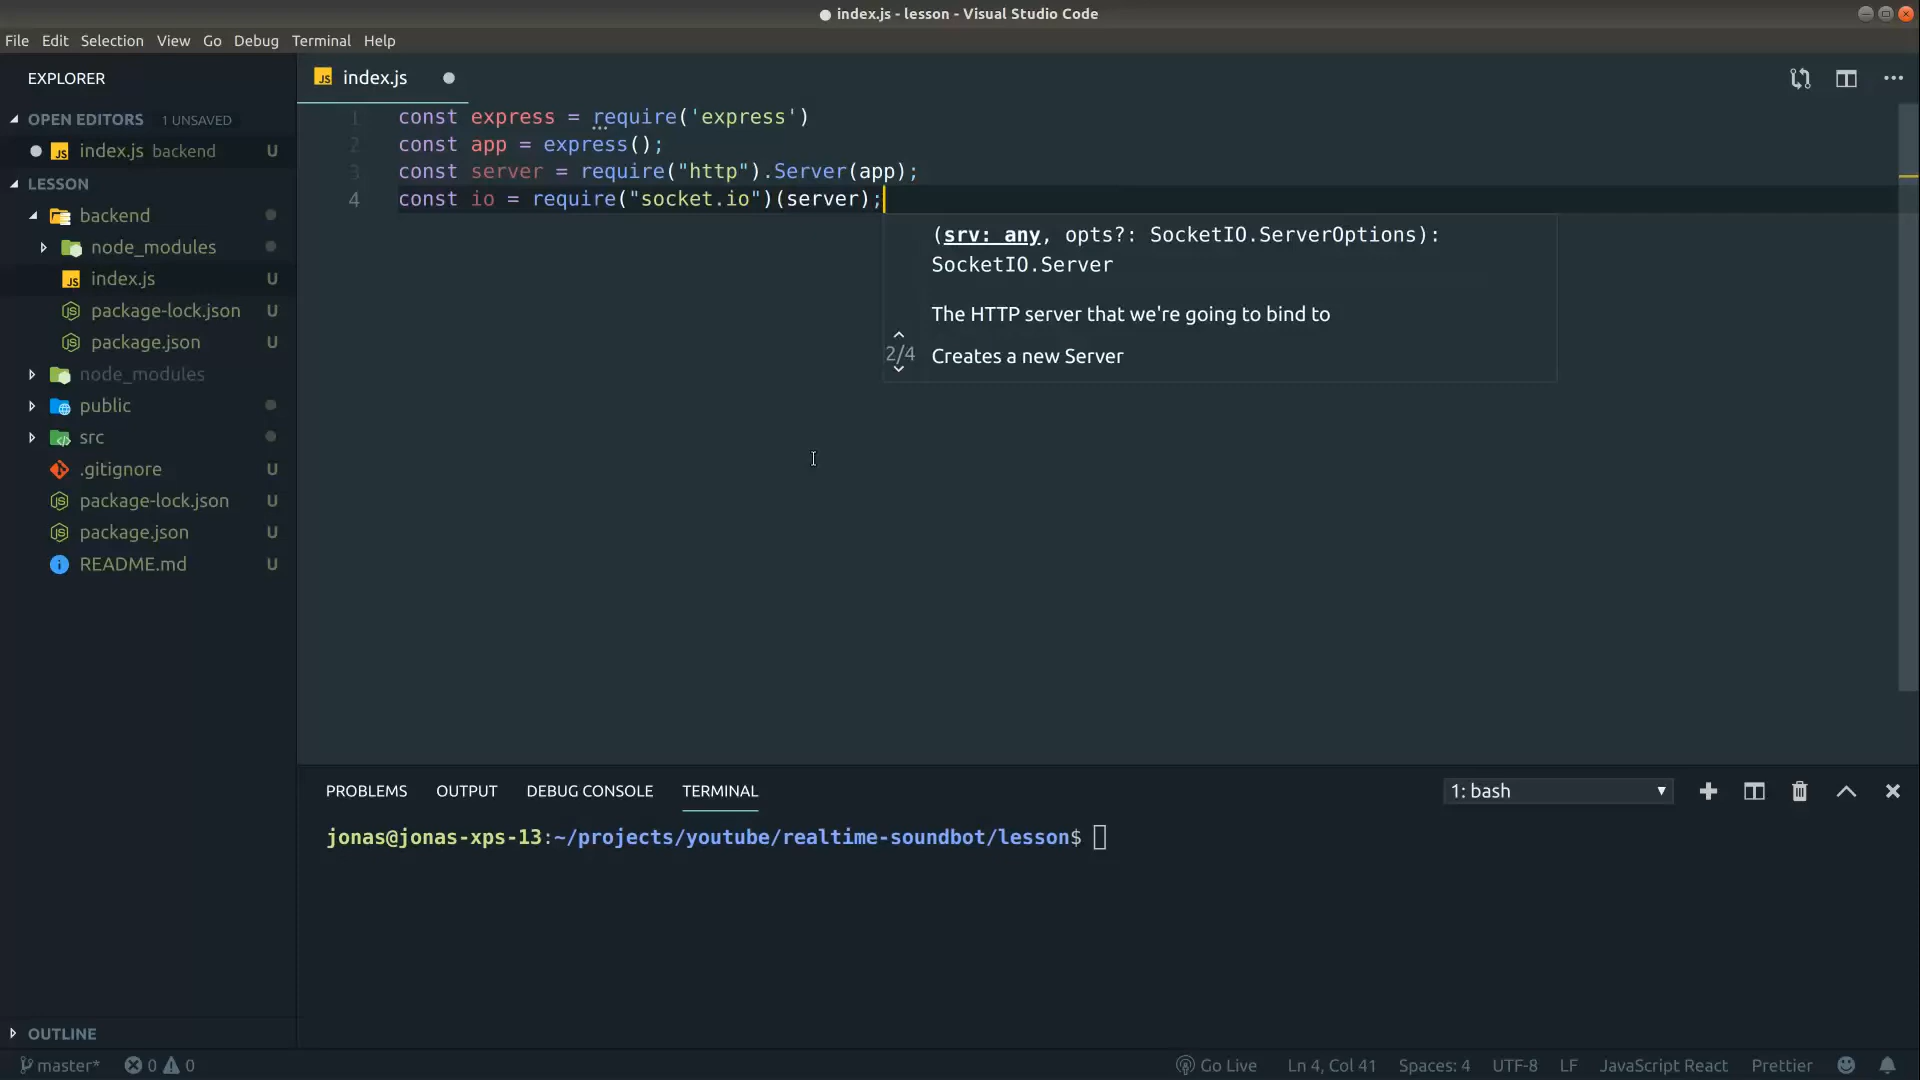 index.js - lesson - Visual Studio Code
File Edit Selection View Go Debug Terminal Help
EXPLORER
OPEN EDITORS 1 UNSAVED
index.js backend U
LESSON
backend
node_modules
index.js U
package-lock.json U
package.json U
node_modules
public
src
.gitignore U
package-lock.json U
package.json U
README.md U
OUTLINE
index.js
1 const express = require('express')
2 const app = express();
3 const server = require("http").Server(app);
4 const io = require("socket.io")(server);
(srv: any, opts?: SocketIO.ServerOptions):
SocketIO.Server
The HTTP server that we're going to bind to
2/4 Creates a new Server
PROBLEMS OUTPUT DEBUG CONSOLE TERMINAL 1: bash
jonas@jonas-xps-13:~/projects/youtube/realtime-soundbot/lesson$
master* 0 0 Go Live Ln 4, Col 41 Spaces: 4 UTF-8 LF JavaScript React Prettier